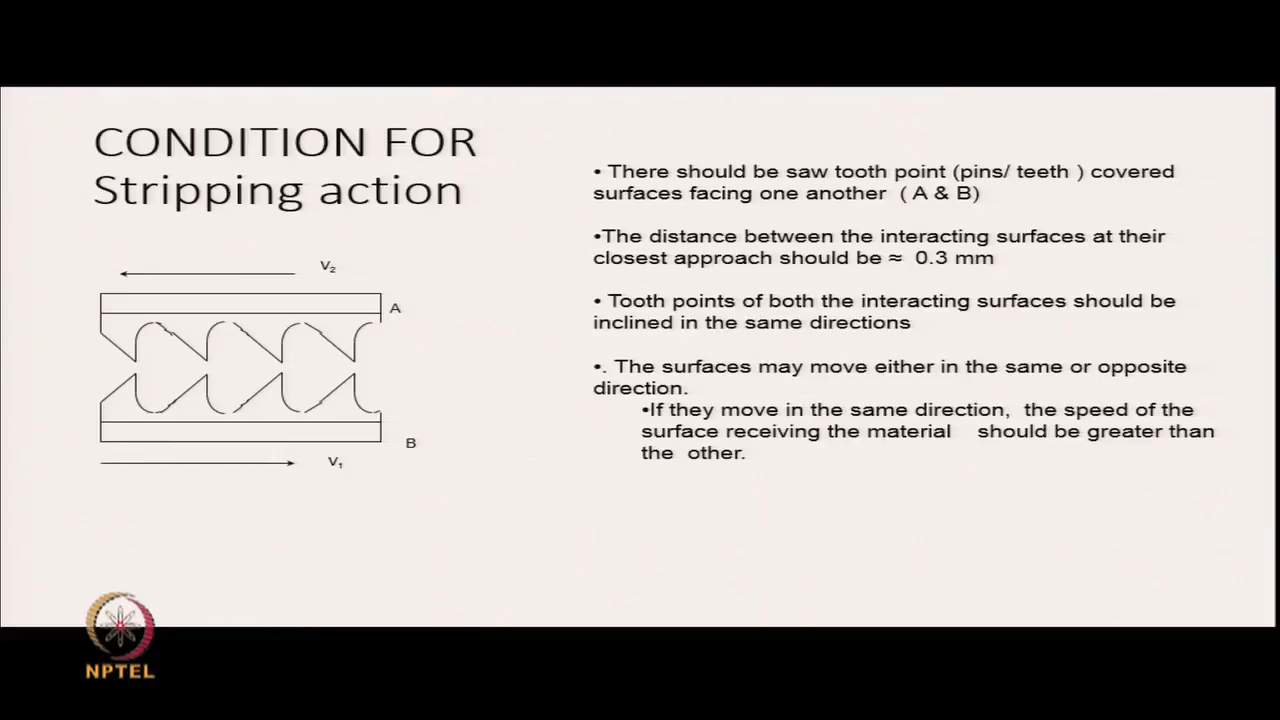 CONDITION FOR
Stripping action
V₂
A
B
V₁
• There should be saw tooth point (pins/ teeth ) covered
surfaces facing one another ( A & B)
•The distance between the interacting surfaces at their
closest approach should be ≈ 0.3 mm
• Tooth points of both the interacting surfaces should be
inclined in the same directions
•. The surfaces may move either in the same or opposite
direction.
•If they move in the same direction, the speed of the
surface receiving the material should be greater than
the other.
NPTEL